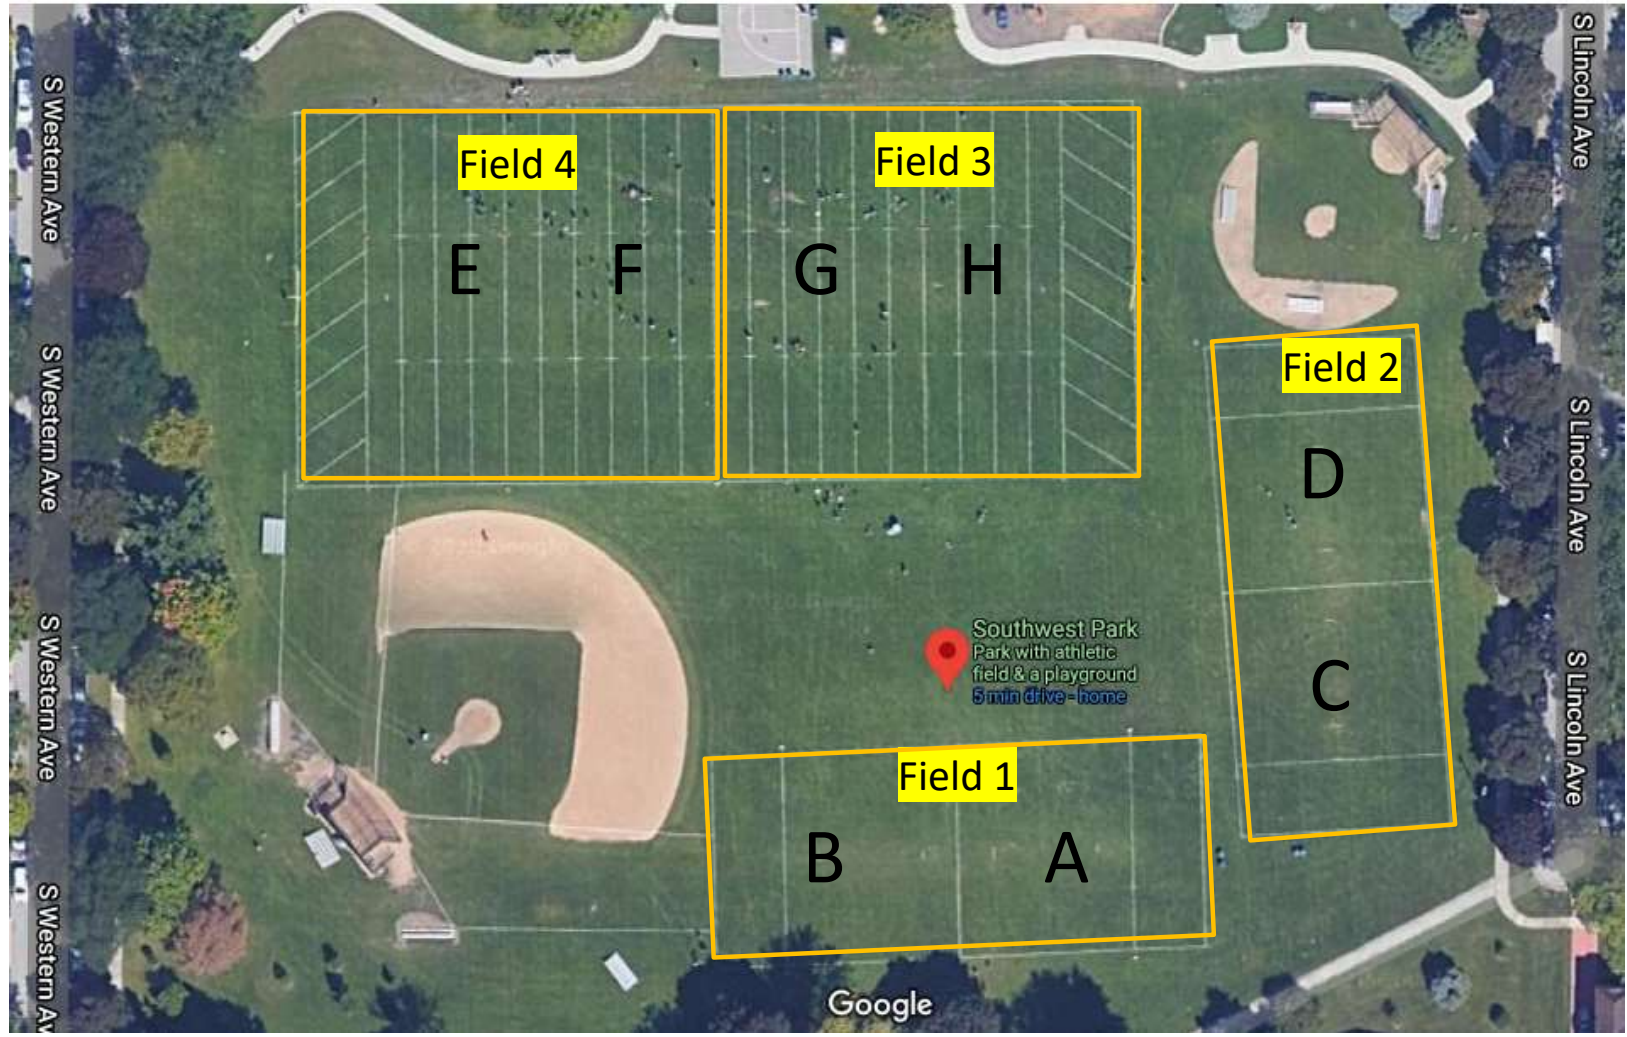 S Western Ave
S Lincoln Ave
Field 4
Field 3
E F
G H
Field 2
S Western Ave
S Lincoln Ave
D
Southwest Park
Park with athletic
field & a playground
5 min drive - home
C
S Western Ave
S Lincoln Ave
Field 1
B A
S Western Av
Google